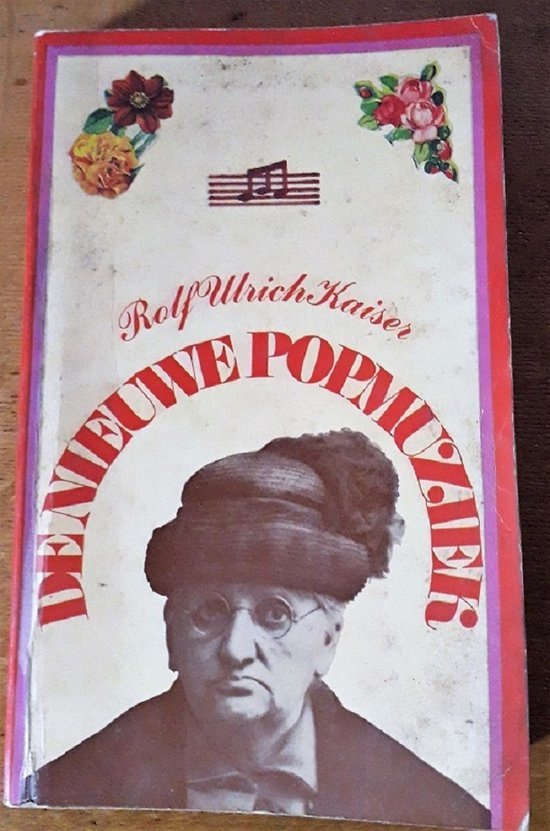 Rolf Ulrich Kaiser
DE NIEUWE POPMUZIEK